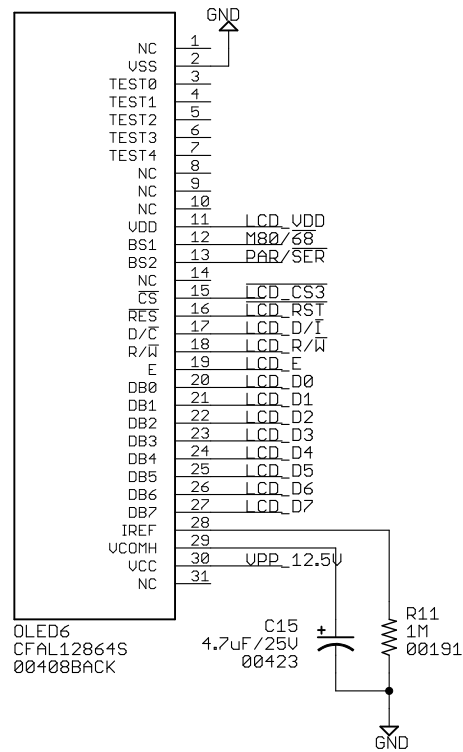 GND
NC 1
VSS 2
TEST0 3
TEST1 4
TEST2 5
TEST3 6
TEST4 7
NC 8
NC 9
NC 10
VDD 11 LCD_VDD
BS1 12 M80/68
BS2 13 PAR/SER
NC 14
CS 15 LCD_CS3
RES 16 LCD_RST
D/C 17 LCD_D/I
R/W 18 LCD_R/W
E 19 LCD_E
DB0 20 LCD_D0
DB1 21 LCD_D1
DB2 22 LCD_D2
DB3 23 LCD_D3
DB4 24 LCD_D4
DB5 25 LCD_D5
DB6 26 LCD_D6
DB7 27 LCD_D7
IREF 28
VCOMH 29
VCC 30 VPP_12.5V
NC 31
OLED6
CFAL12864S
00408BACK
C15
4.7uF/25V
00423
+
R11
1M
00191
GND